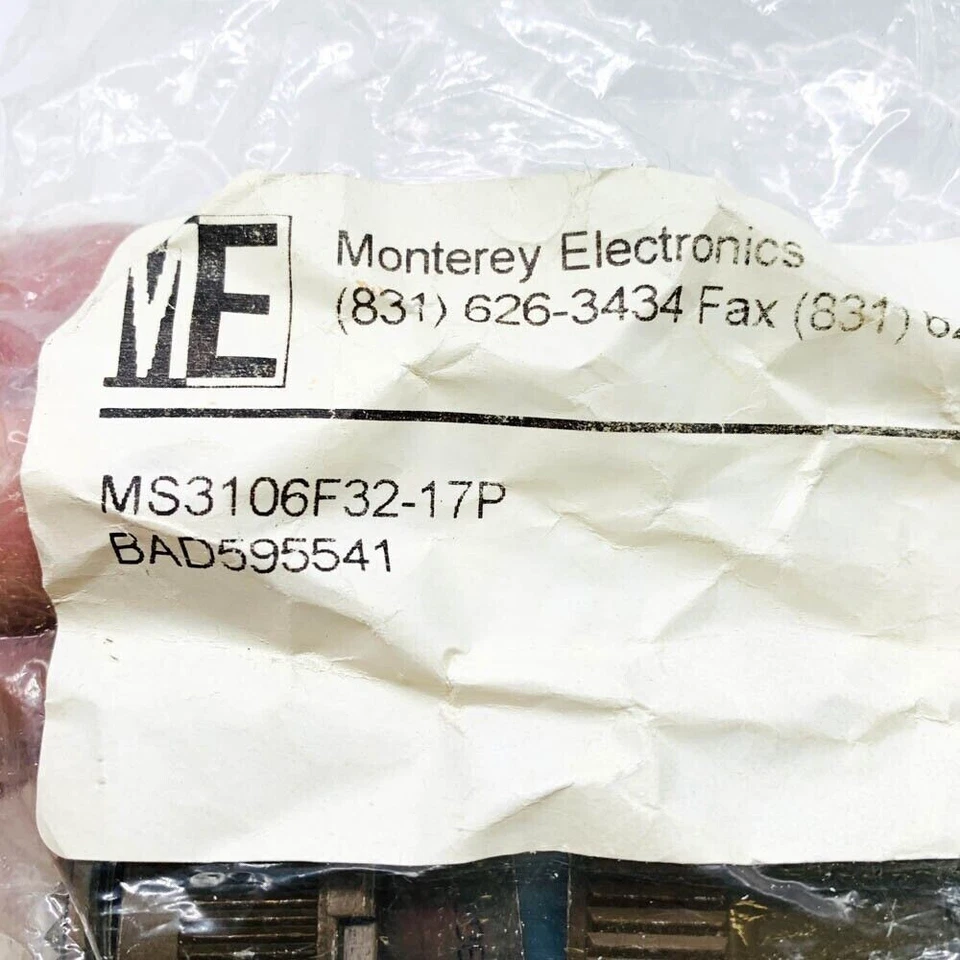 ME
Monterey Electronics
(831) 626-3434 Fax (831)
MS3106F32-17P
BAD595541